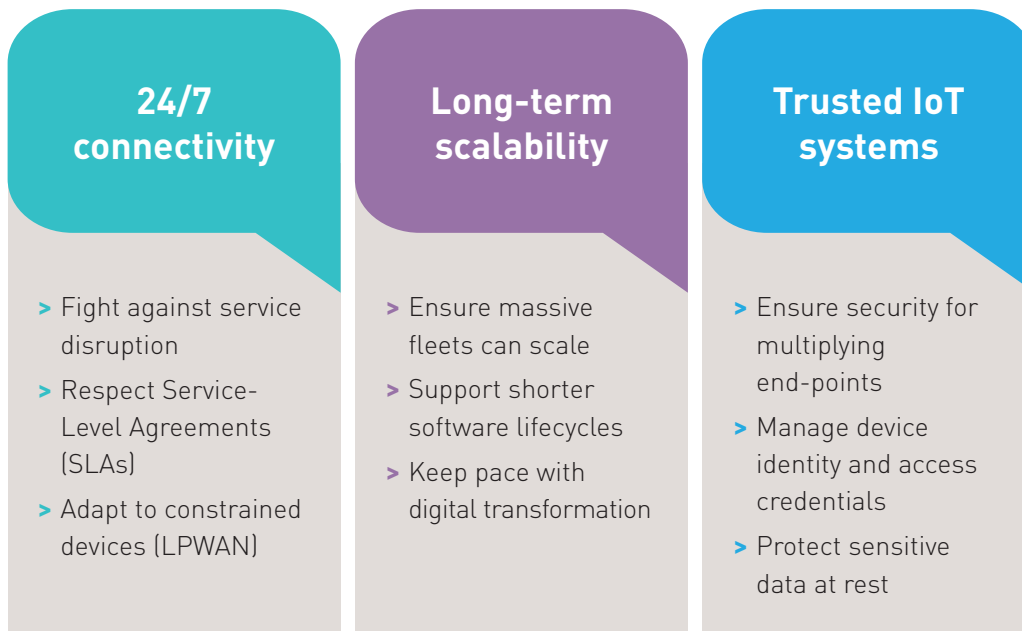 24/7
connectivity
> Fight against service
disruption
> Respect Service-
Level Agreements
(SLAs)
> Adapt to constrained
devices (LPWAN)
Long-term
scalability
> Ensure massive
fleets can scale
> Support shorter
software lifecycles
> Keep pace with
digital transformation
Trusted IoT
systems
> Ensure security for
multiplying
end-points
> Manage device
identity and access
credentials
> Protect sensitive
data at rest